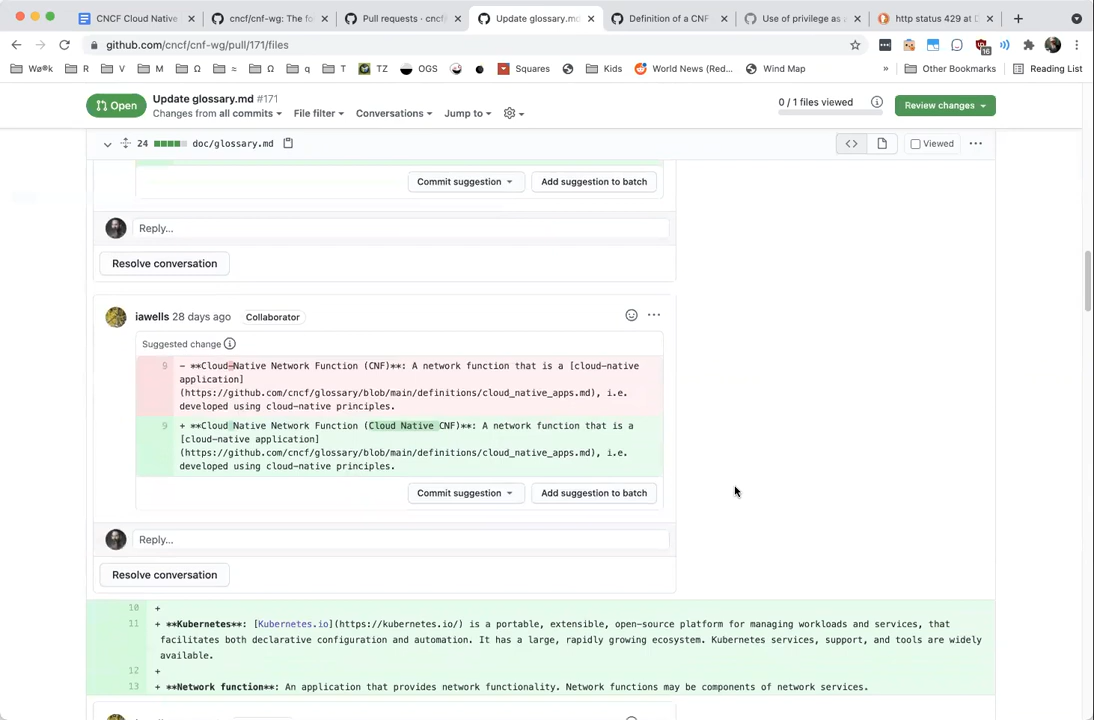 CNCF Cloud Native
cncf/cnf-wg: The fo
Pull requests · cncf/
Update glossary.md
Definition of a CNF
Use of privilege as
http status 429 at D
github.com/cncf/cnf-wg/pull/171/files
16
Wø®k
R
V
M
Ω
≈
Ω
q
T
TZ
OGS
Squares
Kids
World News (Red...
Wind Map
»
Other Bookmarks
Reading List
Open
Update glossary.md #171
Changes from all commits
File filter
Conversations
Jump to
0 / 1 files viewed
Review changes
24
doc/glossary.md
Viewed
Commit suggestion
Add suggestion to batch
Reply...
Resolve conversation
iawells 28 days ago
Collaborator
Suggested change
9 - **Cloud-Native Network Function (CNF)**: A network function that is a [cloud-native
application]
(https://github.com/cncf/glossary/blob/main/definitions/cloud_native_apps.md), i.e.
developed using cloud-native principles.
9 + **Cloud Native Network Function (Cloud Native CNF)**: A network function that is a
[cloud-native application]
(https://github.com/cncf/glossary/blob/main/definitions/cloud_native_apps.md), i.e.
developed using cloud-native principles.
Commit suggestion
Add suggestion to batch
Reply...
Resolve conversation
10 +
11 + **Kubernetes**: [Kubernetes.io](https://kubernetes.io/) is a portable, extensible, open-source platform for managing workloads and services, that
facilitates both declarative configuration and automation. It has a large, rapidly growing ecosystem. Kubernetes services, support, and tools are widely
available.
12 +
13 + **Network function**: An application that provides network functionality. Network functions may be components of network services.